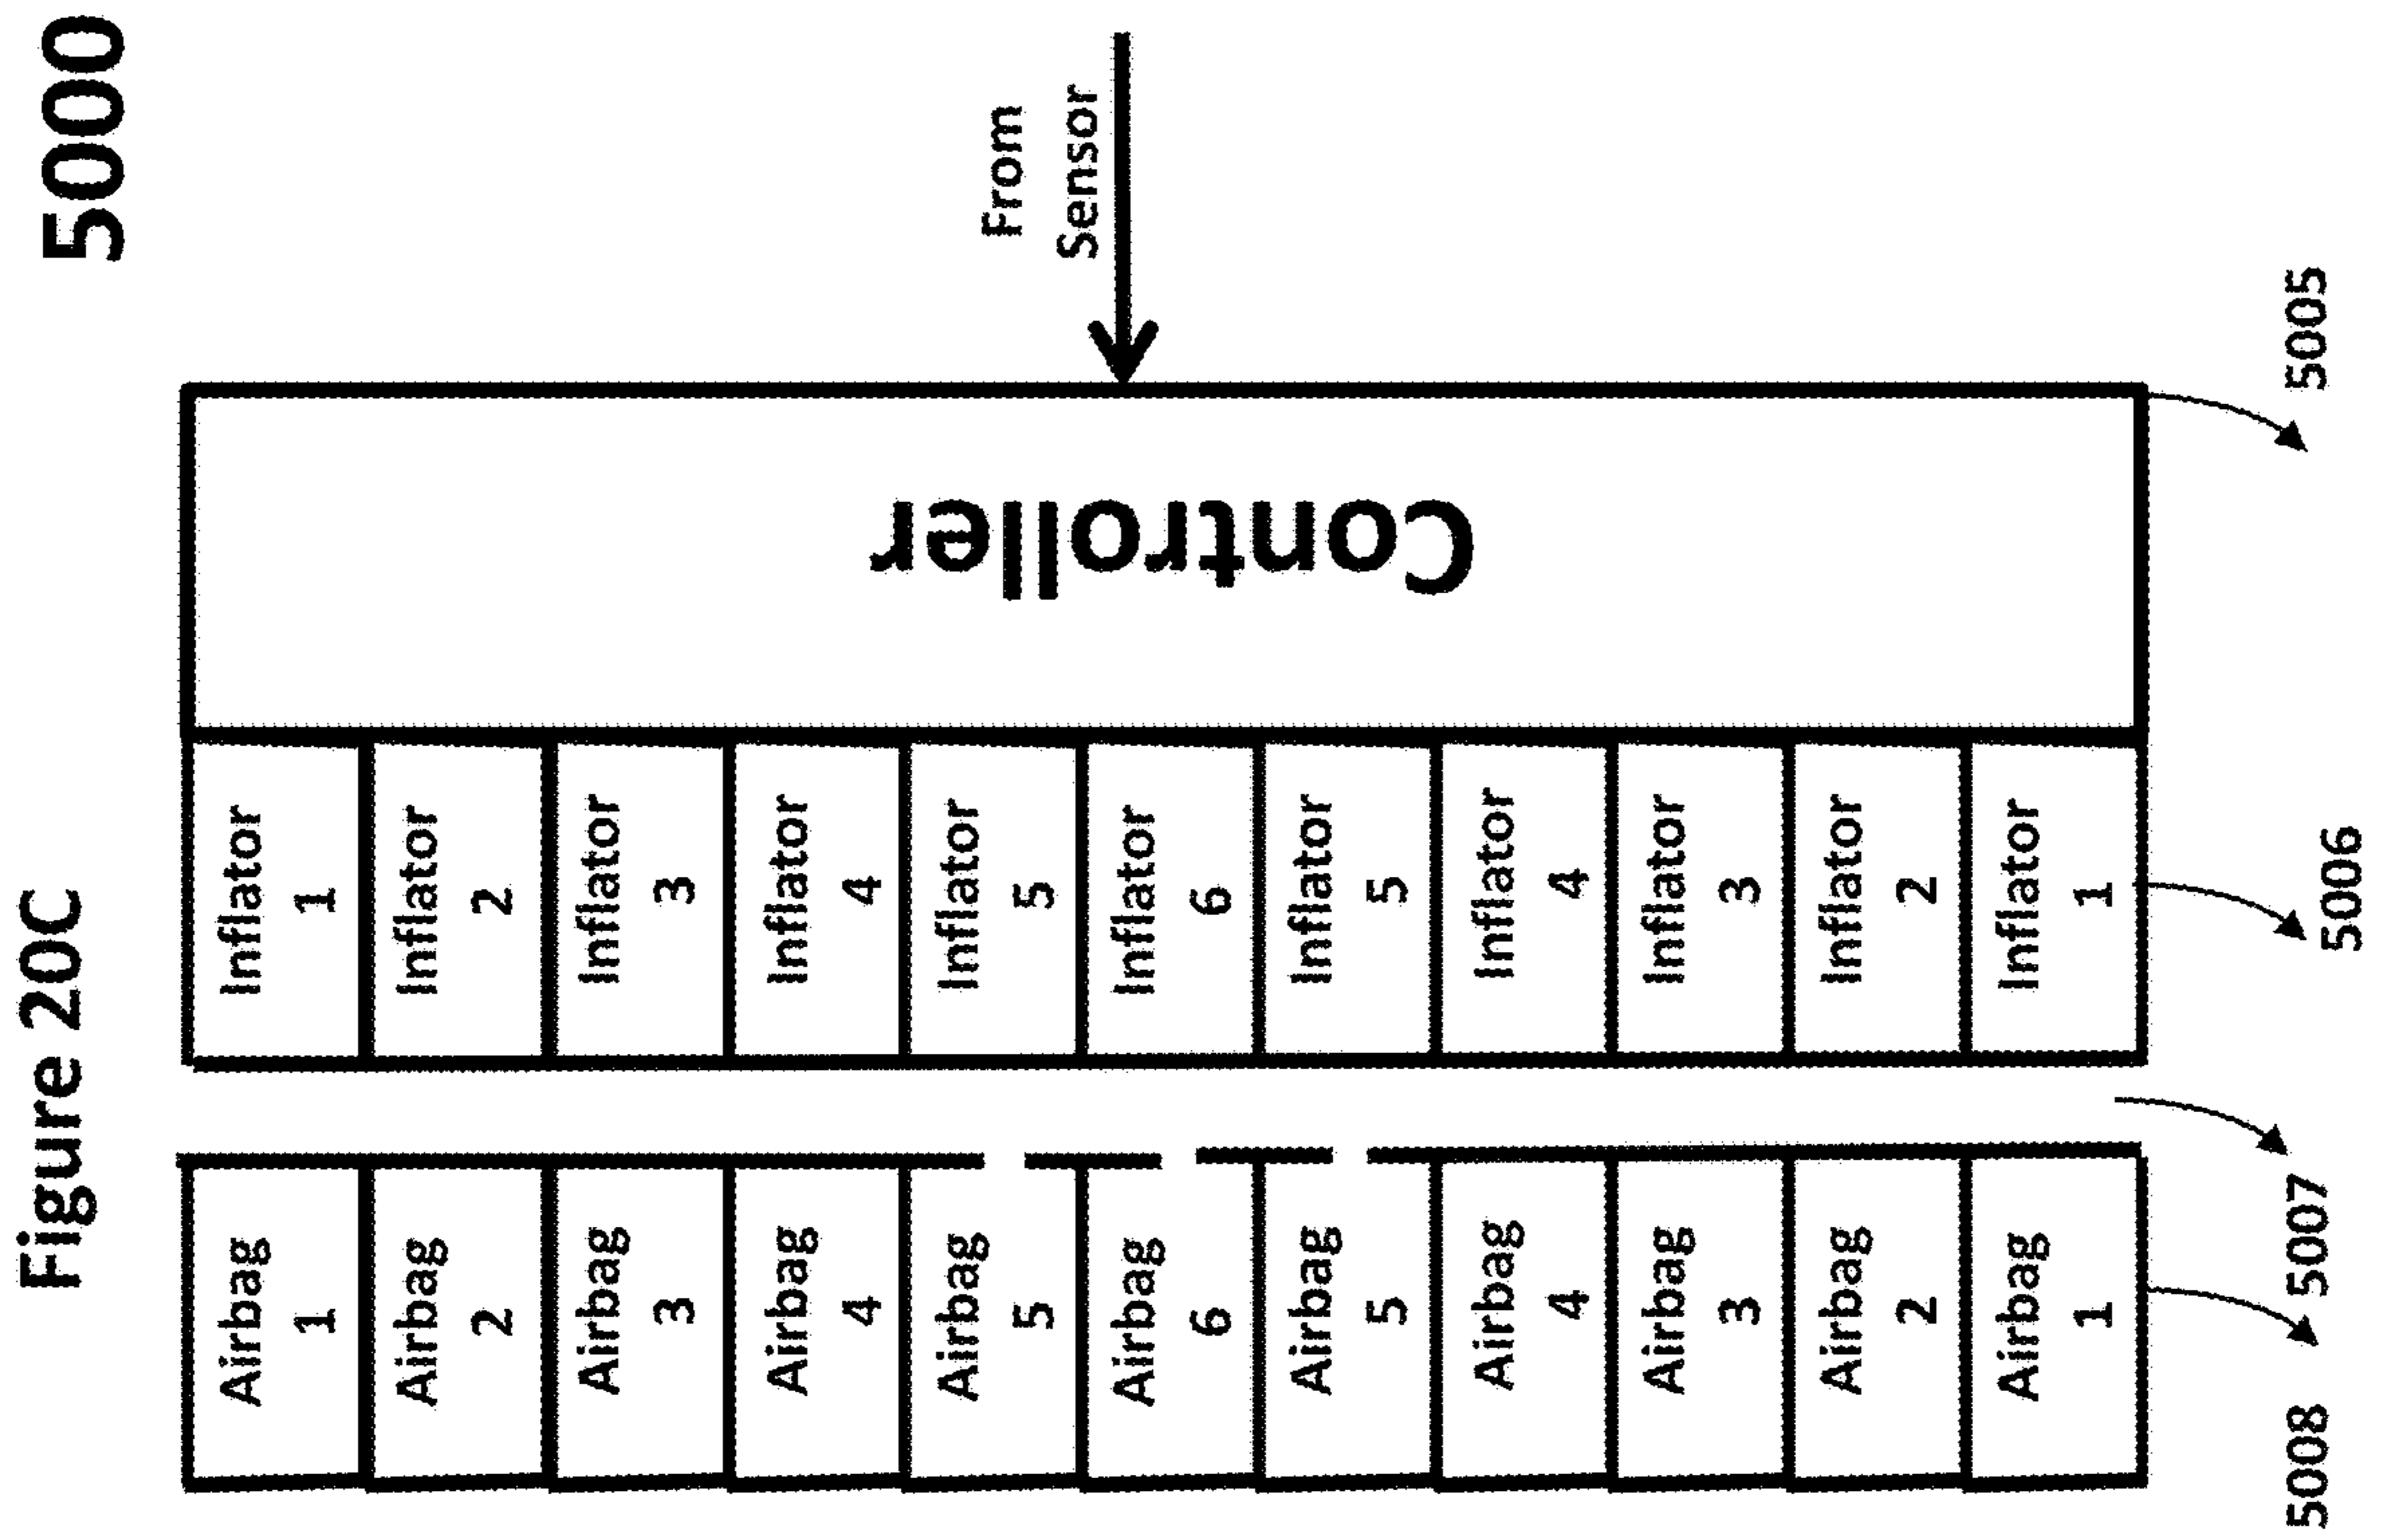 Figure 20C
5000
Airbag
1
Airbag
2
Airbag
3
Airbag
4
Airbag
5
Airbag
6
Airbag
5
Airbag
4
Airbag
3
Airbag
2
Airbag
1
Inflator
1
Inflator
2
Inflator
3
Inflator
4
Inflator
5
Inflator
6
Inflator
5
Inflator
4
Inflator
3
Inflator
2
Inflator
1
Controller
From
Sensor
5008
5007
5006
5005